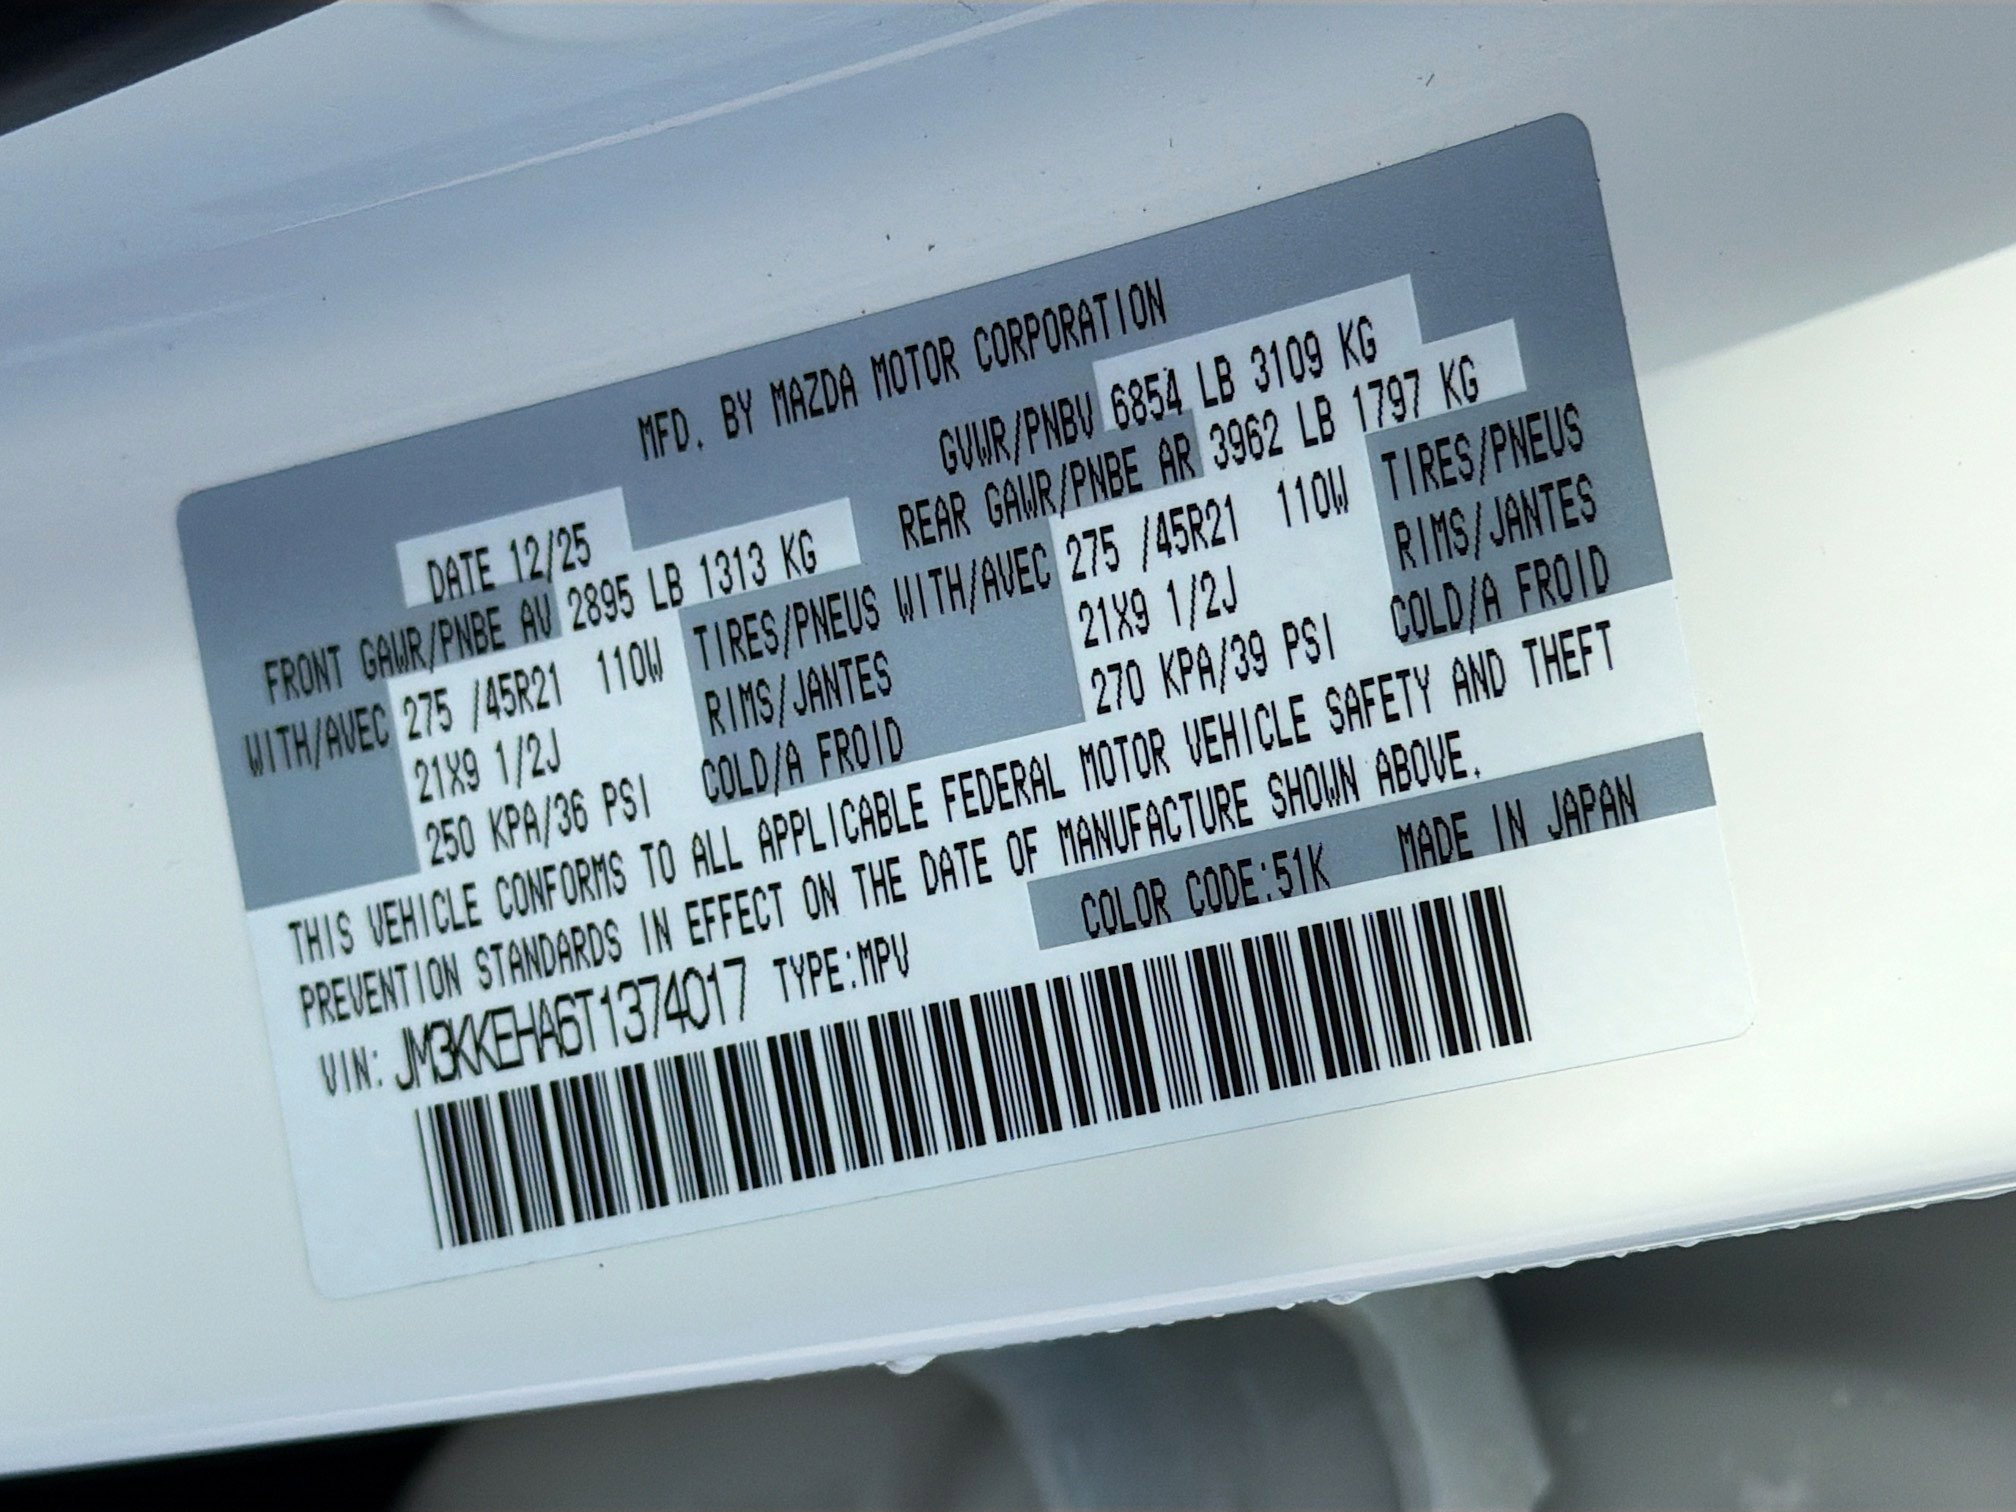 MFD. BY MAZDA MOTOR CORPORATION
DATE 12/25 GVWR/PNBV 6854 LB 3109 KG
FRONT GAWR/PNBE AV 2895 LB 1313 KG REAR GAWR/PNBE AR 3962 LB 1797 KG
WITH/AVEC 275 /45R21 110W TIRES/PNEUS WITH/AVEC 275 /45R21 110W TIRES/PNEUS
21X9 1/2J RIMS/JANTES 21X9 1/2J RIMS/JANTES
250 KPA/36 PSI COLD/A FROID 270 KPA/39 PSI COLD/A FROID
THIS VEHICLE CONFORMS TO ALL APPLICABLE FEDERAL MOTOR VEHICLE SAFETY AND THEFT
PREVENTION STANDARDS IN EFFECT ON THE DATE OF MANUFACTURE SHOWN ABOVE.
VIN: JM3KKEHA6T1374017 TYPE:MPV COLOR CODE:51K MADE IN JAPAN